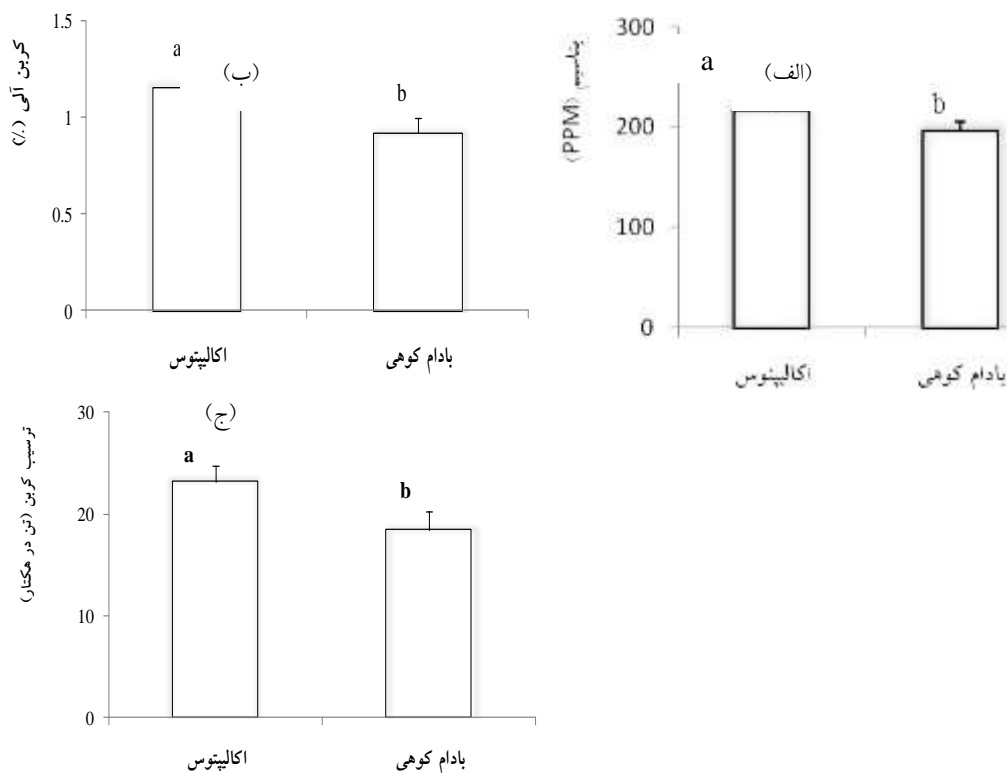 (الف)
پتاسیم (PPM)
300
200
100
0
a
b
اکالیپتوس
بادام کوهی
(ب)
کربن آلی (%)
1.5
1
0.5
0
a
b
اکالیپتوس
بادام کوهی
(ج)
ترسیب کربن (تن در هکتار)
30
20
10
0
a
b
اکالیپتوس
بادام کوهی